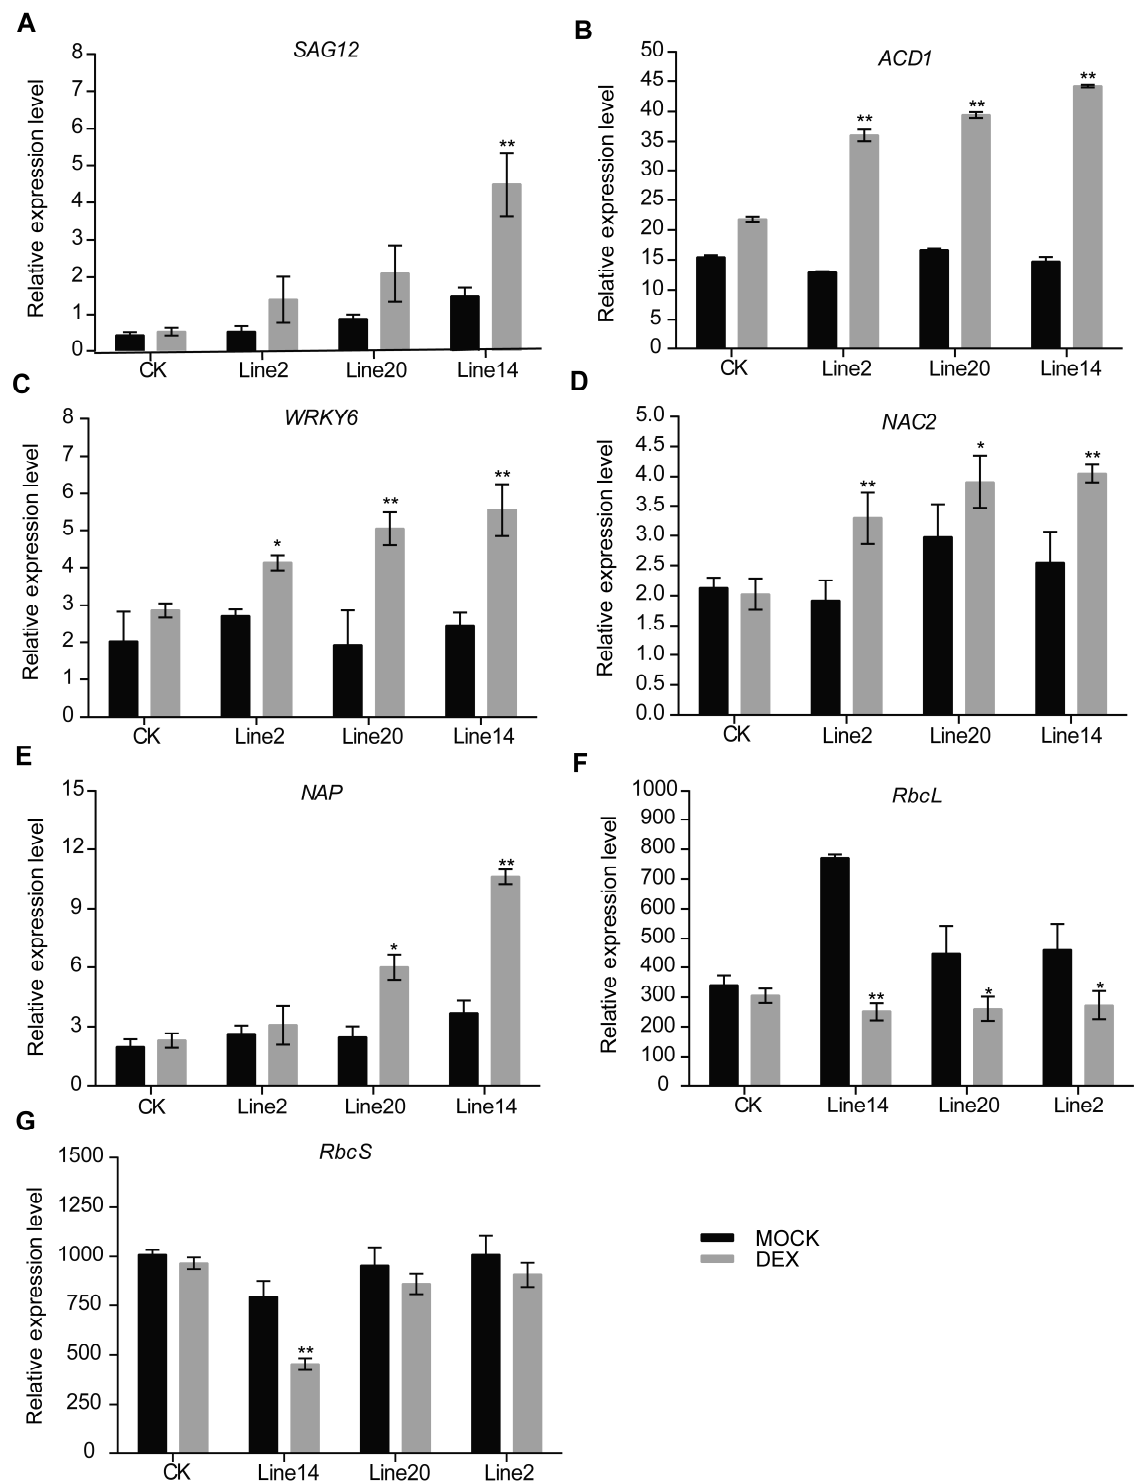 A
SAG12
Relative expression level
8
7
6
5
4
3
2
1
0
**
CK Line2 Line20 Line14
B
ACD1
Relative expression level
50
45
40
35
30
25
20
15
10
5
0
** ** **
CK Line2 Line20 Line14
C
WRKY6
Relative expression level
8
7
6
5
4
3
2
1
0
* ** **
CK Line2 Line20 Line14
D
NAC2
Relative expression level
5.0
4.5
4.0
3.5
3.0
2.5
2.0
1.5
1.0
0.5
0.0
** * **
CK Line2 Line20 Line14
E
NAP
Relative expression level
15
12
9
6
3
0
* **
CK Line2 Line20 Line14
F
RbcL
Relative expression level
1000
900
800
700
600
500
400
300
200
100
0
** * *
CK Line14 Line20 Line2
G
RbcS
Relative expression level
1500
1250
1000
750
500
250
0
**
CK Line14 Line20 Line2
MOCK
DEX